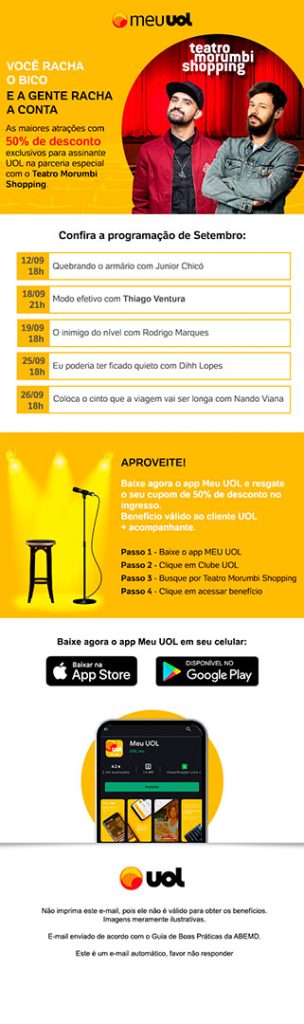 meuuol
VOCÊ RACHA
O BICO
E A GENTE RACHA
A CONTA
As maiores atrações com
50% de desconto
exclusivos para assinante
UOL na parceria especial
com o Teatro Morumbi
Shopping.
teatro
morumbi
shopping
Confira a programação de Setembro:
12/09
18h
Quebrando o armário com Junior Chicó
18/09
21h
Modo efetivo com Thiago Ventura
19/09
18h
O inimigo do nível com Rodrigo Marques
25/09
18h
Eu poderia ter ficado quieto com Dihh Lopes
26/09
18h
Coloca o cinto que a viagem vai ser longa com Nando Viana
APROVEITE!
Baixe agora o app Meu UOL e resgate
o seu cupom de 50% de desconto no
ingresso.
Benefício válido ao cliente UOL
+ acompanhante.
Passo 1 - Baixe o app MEU UOL
Passo 2 - Clique em Clube UOL
Passo 3 - Busque por Teatro Morumbi Shopping
Passo 4 - Clique em acessar benefício
Baixe agora o app Meu UOL em seu celular:
Baixar na
App Store
DISPONÍVEL NO
Google Play
Meu UOL
UOL Inc.
4,2
14 MB
Instalar
uol
Não imprima este e-mail, pois ele não é válido para obter os benefícios.
Imagens meramente ilustrativas.
E-mail enviado de acordo com o Guia de Boas Práticas da ABEMD.
Este é um e-mail automático, favor não responder